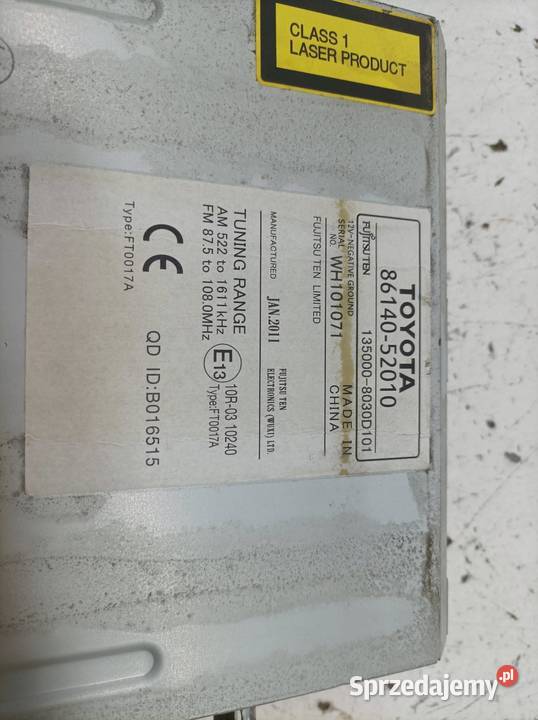 CLASS 1
LASER PRODUCT
TOYOTA
86140-52010
FUJITSU TEN 135000-8030D101
12V⎓NEGATIVE GROUND
SERIAL NO. WH101071
MADE IN CHINA
FUJITSU TEN LIMITED
MANUFACTURED JAN.2011
FUJITSU TEN
ELECTRONICS (WUXI) LTD.
TUNING RANGE
AM 522 to 1611kHz
FM 87.5 to 108.0MHz
E13
10R-03 10240
Type:FT0017A
CE
QD ID:B016515
Type:FT0017A
Sprzedajemy.pl